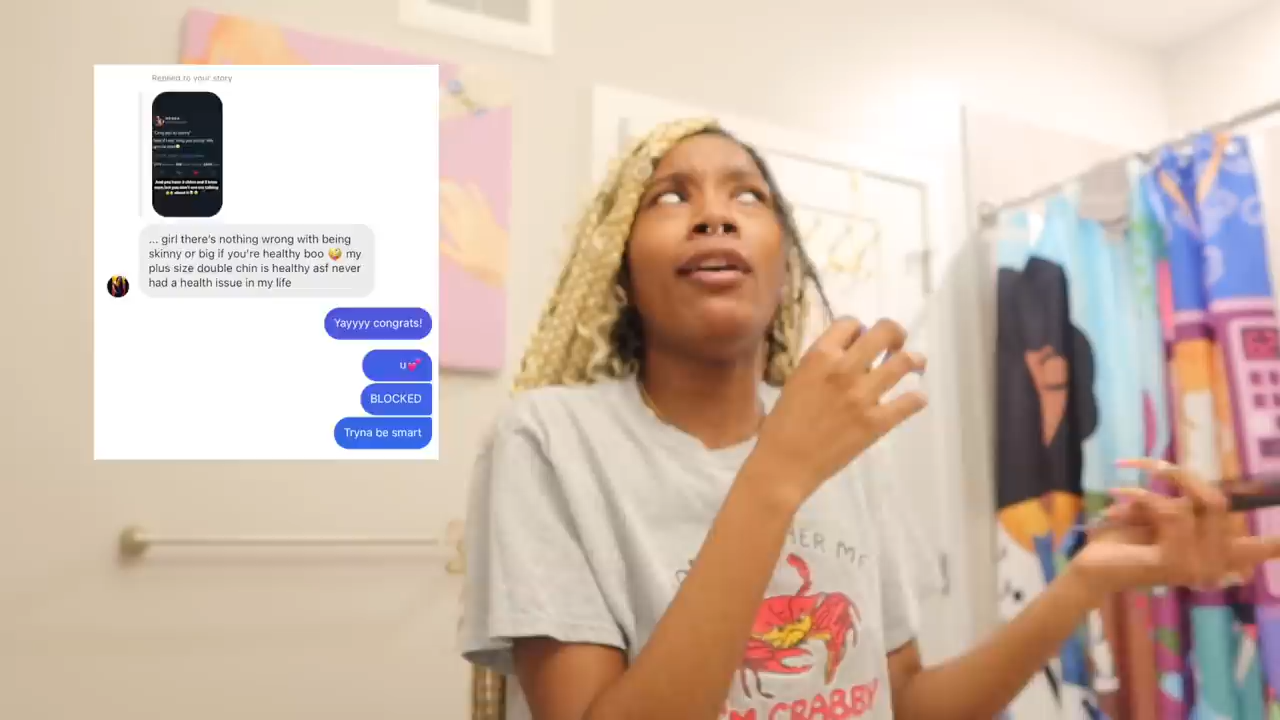 Replied to your story
... girl there's nothing wrong with being
skinny or big if you're healthy boo 🤪 my
plus size double chin is healthy asf never
had a health issue in my life
Yayyyy congrats!
u💕
BLOCKED
Tryna be smart
HER ME
I'M CRABBY